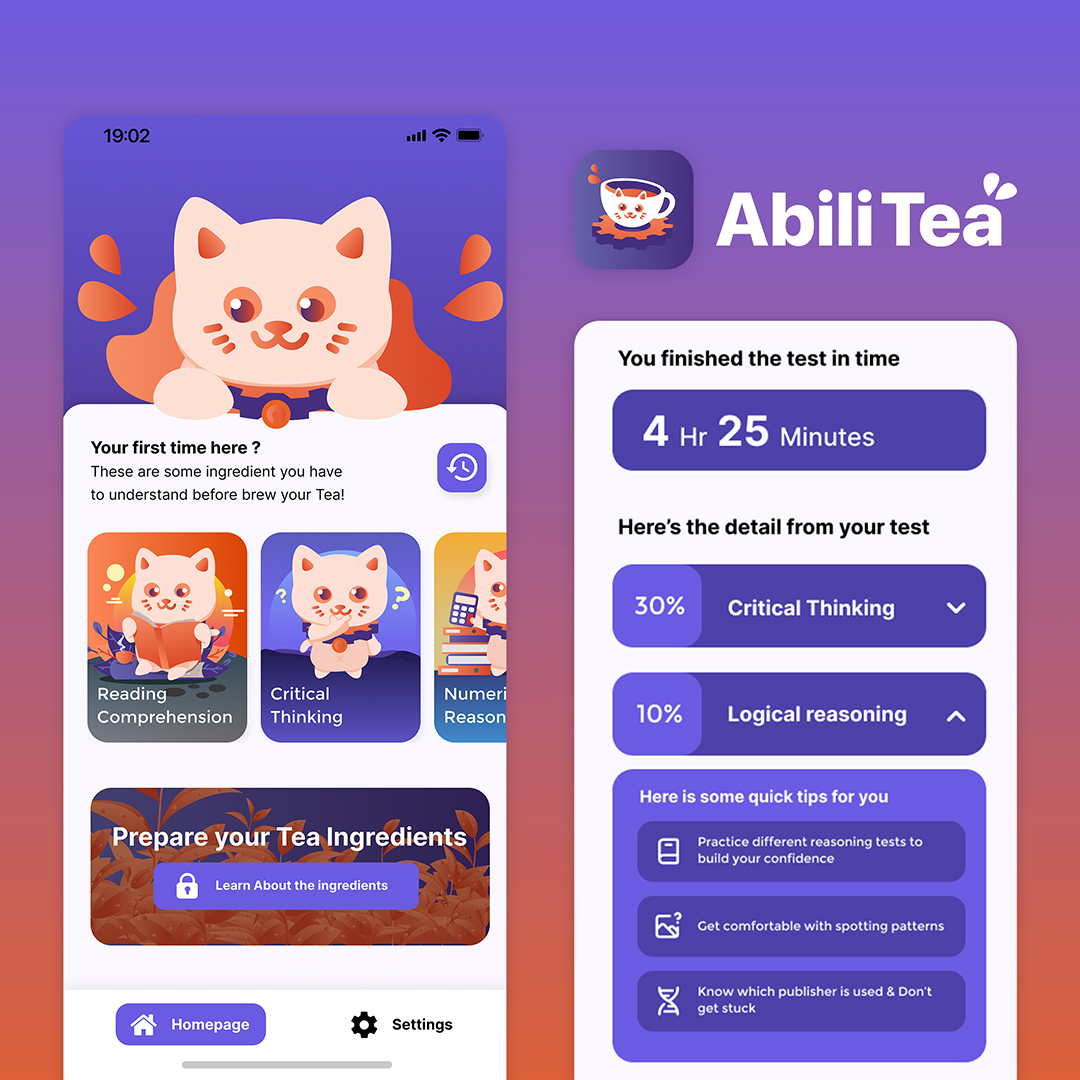 19:02
Your first time here ?
These are some ingredient you have
to understand before brew your Tea!
Reading
Comprehension
Critical
Thinking
Numeri
Reason
Prepare your Tea Ingredients
Learn About the ingredients
Homepage
Settings
Abili Tea
You finished the test in time
4 Hr 25 Minutes
Here's the detail from your test
30%
Critical Thinking
10%
Logical reasoning
Here is some quick tips for you
Practice different reasoning tests to
build your confidence
Get comfortable with spotting patterns
Know which publisher is used & Don't
get stuck